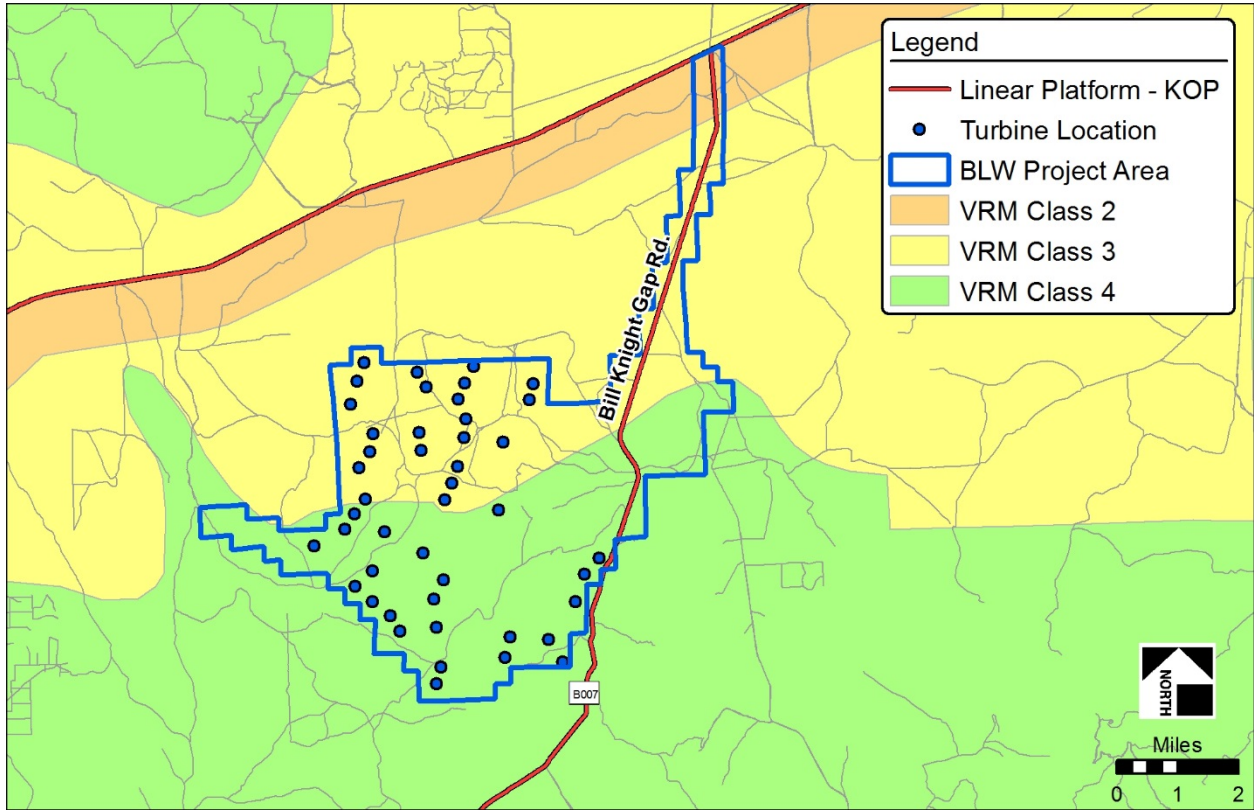 Legend
Linear Platform - KOP
Turbine Location
BLW Project Area
VRM Class 2
VRM Class 3
VRM Class 4
Bill Knight Gap Rd.
B007
NORTH
Miles
0 1 2